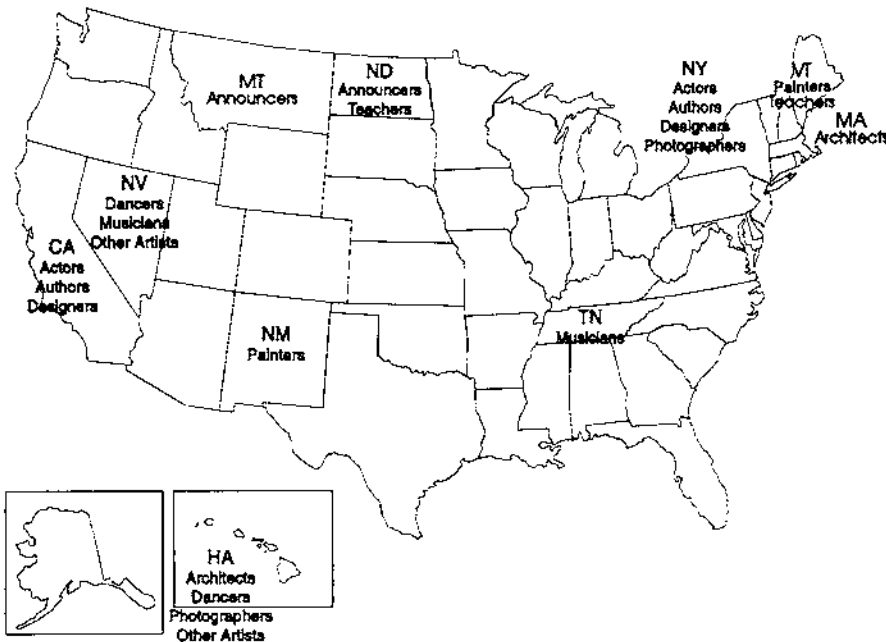 MT
Announcers
ND
Announcers
Teachers
NY
Actors
Authors
Designers
Photographers
VT
Painters
teachers
MA
Architects
NV
Dancers
Musicians
Other Artists
CA
Actors
Authors
Designers
NM
Painters
TN
Musicians
HA
Architects
Dancers
Photographers
Other Artists